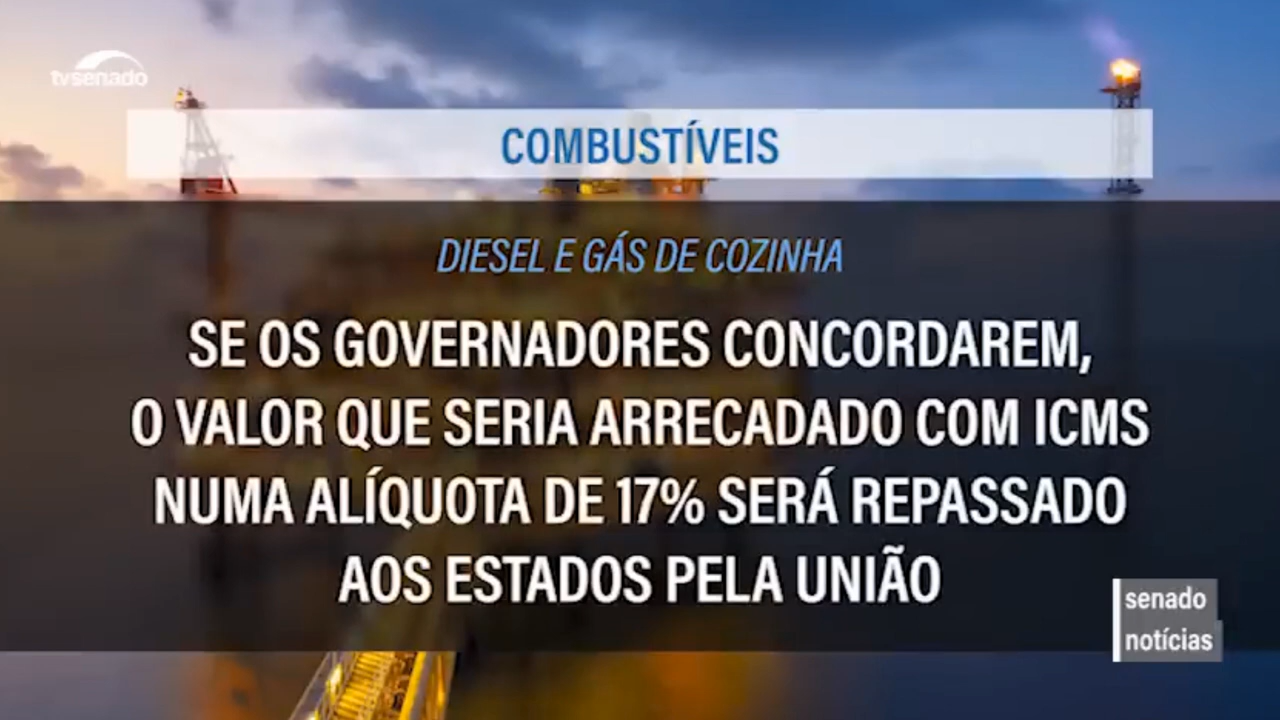 tvsenado
COMBUSTÍVEIS
DIESEL E GÁS DE COZINHA
SE OS GOVERNADORES CONCORDAREM,
O VALOR QUE SERIA ARRECADADO COM ICMS
NUMA ALÍQUOTA DE 17% SERÁ REPASSADO
AOS ESTADOS PELA UNIÃO
senado
notícias